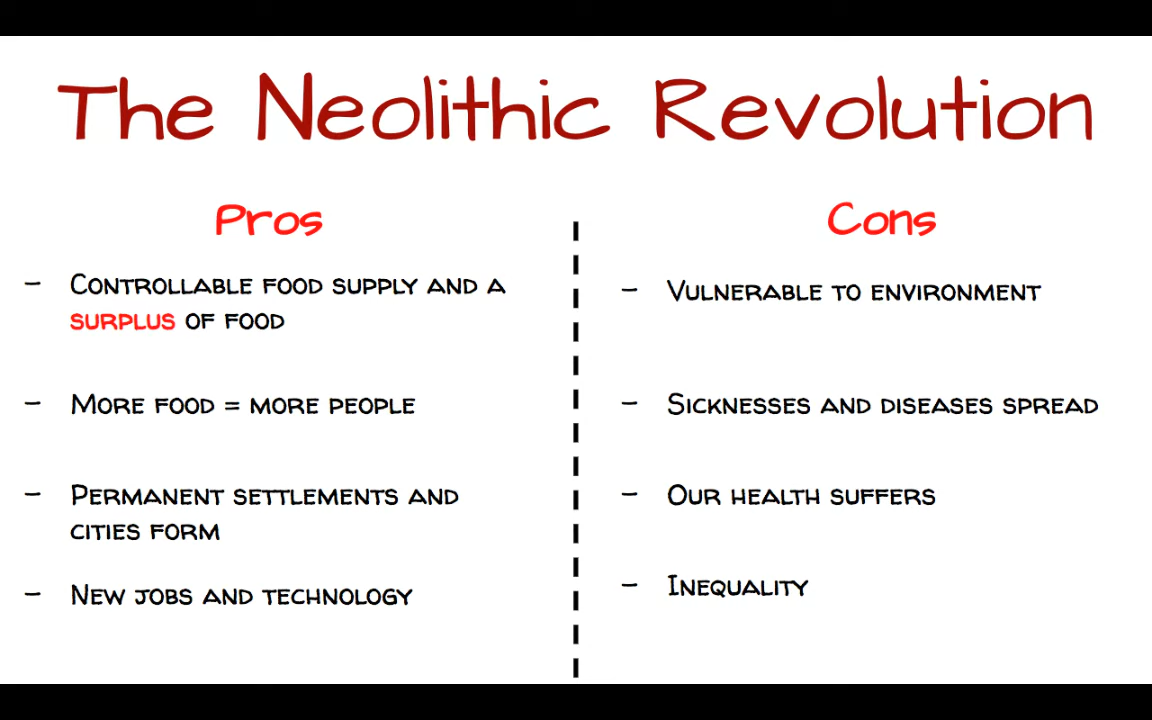 The Neolithic Revolution
Pros
- Controllable food supply and a
surplus of food
- More food = more people
- Permanent settlements and
cities form
- New jobs and technology
Cons
- Vulnerable to environment
- Sicknesses and diseases spread
- Our health suffers
- Inequality